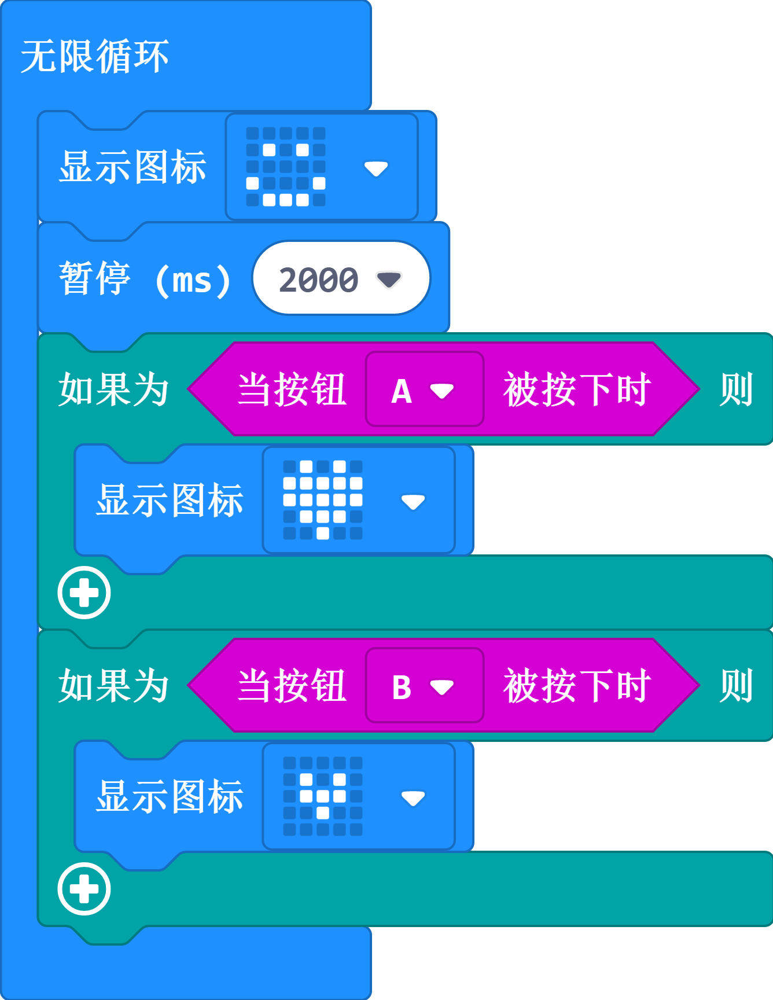 无限循环
显示图标
暂停 (ms) 2000
如果为 当按钮 A 被按下时 则
显示图标
如果为 当按钮 B 被按下时 则
显示图标